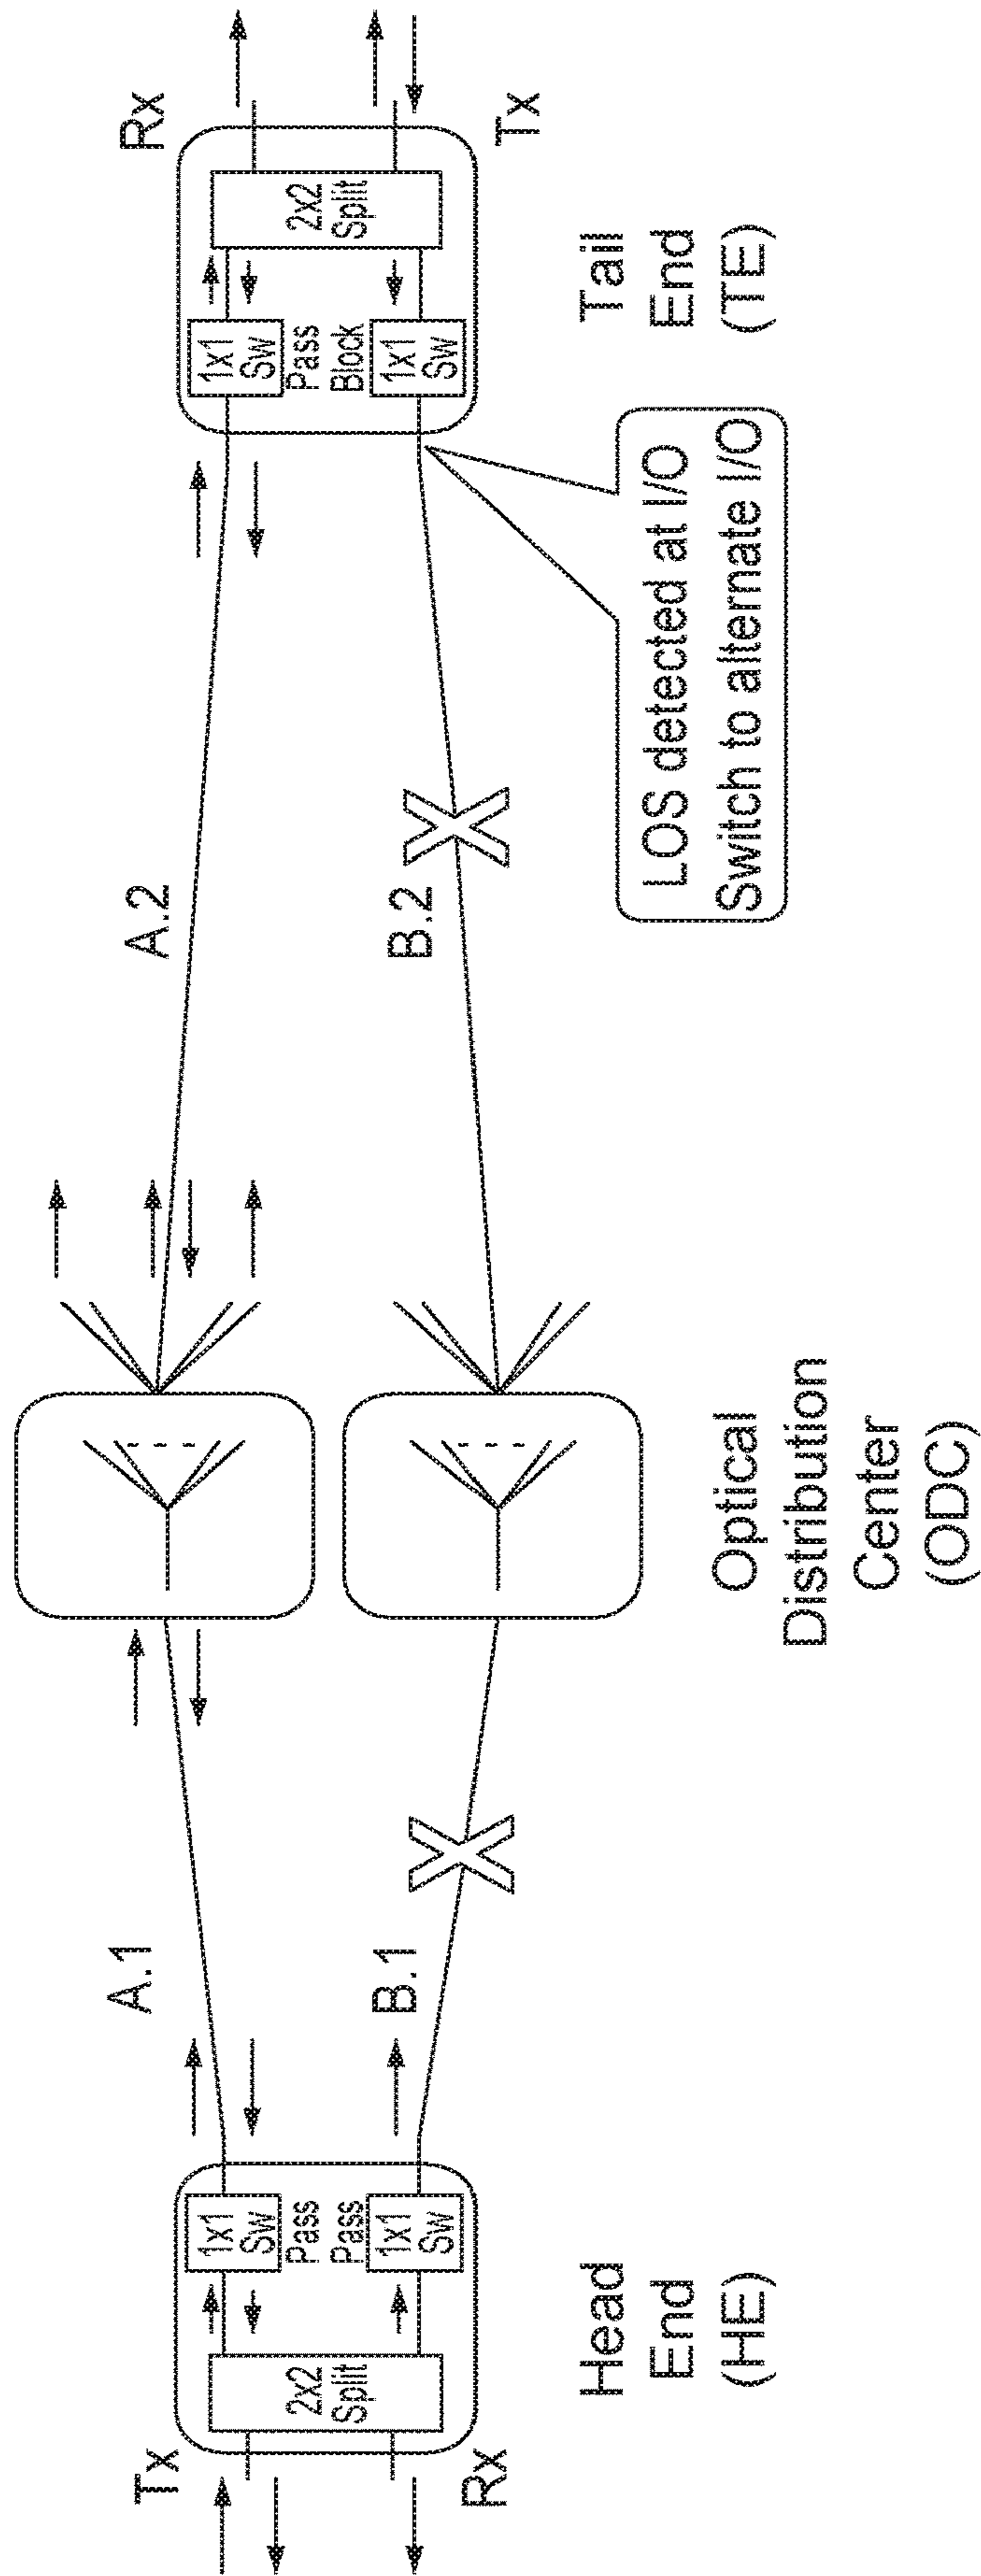 Tx
Rx
2x2
Split
1x1
Sw
Pass
Pass
1x1
Sw
Head
End
(HE)
A.1
B.1
X
Optical
Distribution
Center
(ODC)
A.2
B.2
X
LOS detected at I/O
Switch to alternate I/O
1x1
Sw
Pass
Block
1x1
Sw
2x2
Split
Rx
Tx
Tail
End
(TE)